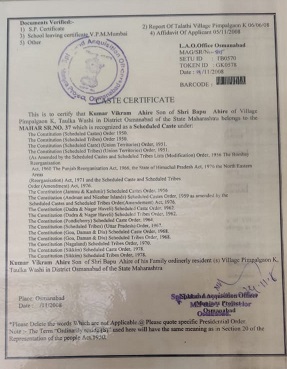 Documents Verified:-
1) S.P. Certificate
2) Report of Talathi Village Pimpalgaon K 06/06/08
3) School leaving certificate V.P.M.Mumbai
4) Affidavit Of Applicant 05/11/2008
5) Other
L.A.O.Office Osmanabad
MAG/SR/No-
SETU ID : 180570
TOKEN ID : GK0578
Date : /11/2008
BARCODE :
CASTE CERTIFICATE
This is to certify that Kumar Vikram Ahire Son of Shri Bapu Ahire of Village
Pimpalgaon K, Taulka Washi in District Osmanabad of the State Maharashtra belongs to the
MAHAR SR.NO. 37 which is recognized as a Scheduled Caste under:
The Constitution (Scheduled Castes) Order 1950.
The Constitution (Scheduled Tribes) Order 1950.
The Constitution (Scheduled Caste) (Union Territories) Order, 1951.
The Constitution (Scheduled Tribes) (Union Territories) Order, 1951.
(As Amended by the Scheduled Castes and Scheduled Tribes Lists (Modification) Order, 1956 The Bombay
Reorganisation
Act, 1960 The Punjab Reorganisation Act, 1966, the State of Himachal Pradesh Act, 1970 the North Eastern
Areas
(Reorganisation) Act, 1971 and the Scheduled Castes and Scheduled Tribes
Order (Amendment) Act, 1976.
The Constitution (Jammu & Kashmir) Scheduled Castes Order, 1956
The Constitution (Andaman and Nicobar Islands) Scheduled Castes Order, 1959 as amended by the
Scheduled Castes and Scheduled Tribes Order (Amendment) Act, 1976.
The Constitution (Dadra & Nagar Haveli) Scheduled Caste Order, 1962.
The Constitution (Dadra & Nagar Haveli) Scheduled Tribes Order, 1962.
The Constitution (Pondicherry) Scheduled Caste Order, 1964
The Constitution (Scheduled Tribes) (Uttar Pradesh) Order, 1967.
The Constitution (Goa, Daman & Diu) Scheduled Caste Order, 1968.
The Constitution (Goa, Daman & Diu) Scheduled Tribes Order, 1968.
The Constitution (Nagaland) Scheduled Tribes Order, 1970.
The Constitution (Sikkim) Scheduled Caste Order, 1978.
The Constitution (Sikkim) Scheduled Tribes Order, 1978.
Kumar Vikram Ahire Son of Shri Bapu Ahire of his Family ordinarily resident in Village Pimpalgaon K,
Taulka Washi in District Osmanabad of the State Maharashtra
Place : Osmanabad
Date : /11/2008
Acquisition Officer
Osmanabad
*Please Delete the words Which are not Applicable @ Please quote specific Presidential Order
Note :- The Term "Ordinarily reside(s)" used here will have the same meaning as in Section 20 of the
Representation of the people Act 1950.